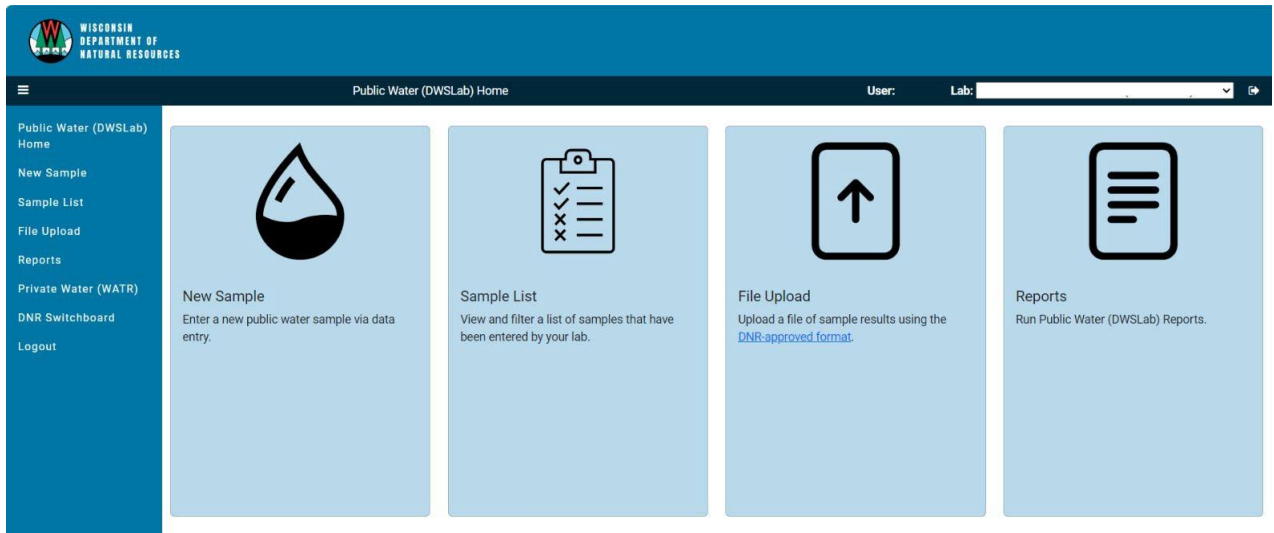 WISCONSIN
DEPARTMENT OF
NATURAL RESOURCES
Public Water (DWSLab) Home
User:
Lab:
Public Water (DWSLab)
Home
New Sample
Sample List
File Upload
Reports
Private Water (WATR)
DNR Switchboard
Logout
New Sample
Enter a new public water sample via data
entry.
Sample List
View and filter a list of samples that have
been entered by your lab.
File Upload
Upload a file of sample results using the
DNR-approved format.
Reports
Run Public Water (DWSLab) Reports.